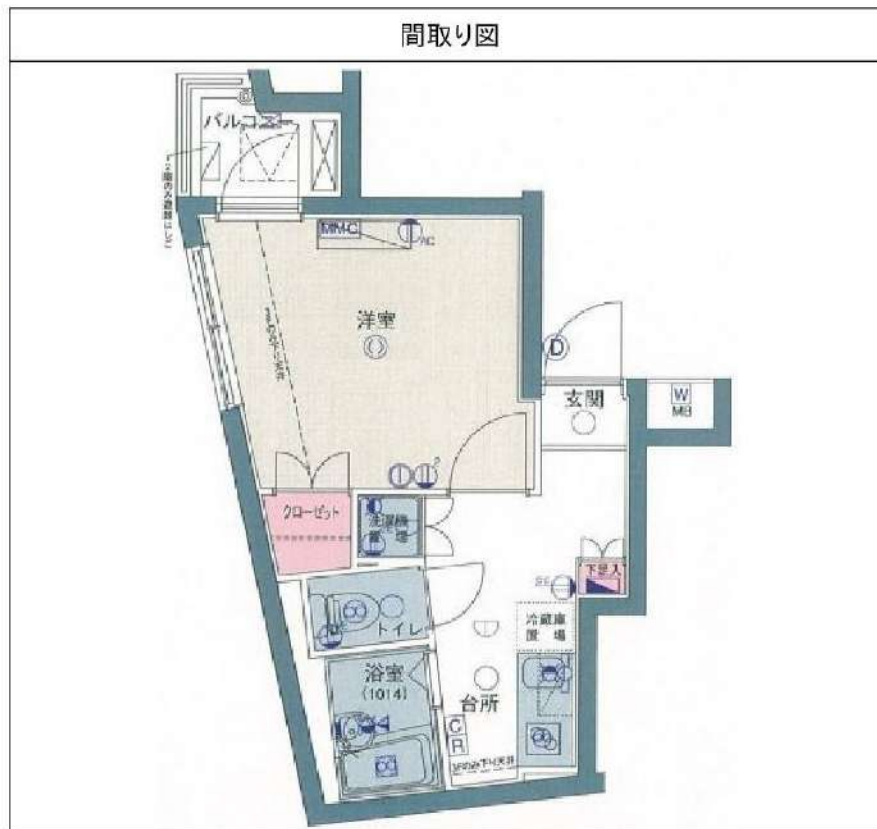 間取り図
バルコニー
MM-C
AC
洋室
D
玄関
W
MB
2
クローゼット
洗濯機
置場
下足入
冷蔵庫
置場
トイレ
浴室
(1014)
台所
C
R